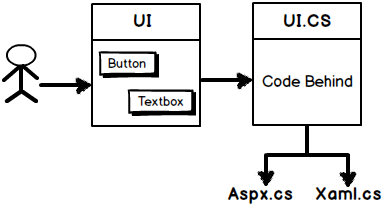 UI
Button
Textbox
UI.CS
Code Behind
Aspx.cs
Xaml.cs